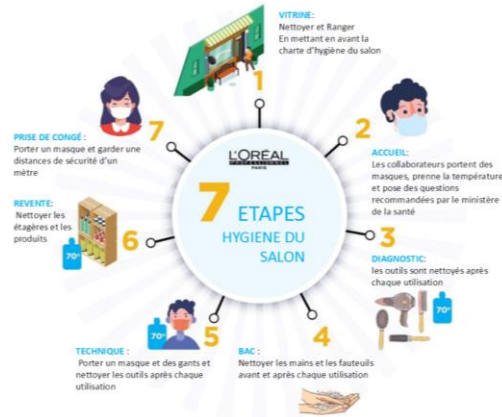 VITRINE:
Nettoyer et Ranger
En mettant en avant la
charte d'hygiène du salon
1
2
ACCUEIL:
Les collaborateurs portent des
masques, prenne la température
et pose des questions
recommandées par le ministère
de la santé
3
DIAGNOSTIC:
les outils sont nettoyés après
chaque utilisation
70°
4
BAC :
Nettoyer les mains et les fauteuils
avant et après chaque utilisation
5
70°
TECHNIQUE :
Porter un masque et des gants et
nettoyer les outils après chaque
utilisation
6
REVENTE:
Nettoyer les
étagères et les
produits
70°
7
PRISE DE CONGÉ :
Porter un masque et garder une
distances de sécurité d'un
mètre
L'ORÉAL
PROFESSIONNEL
PARIS
7 ETAPES
HYGIENE DU
SALON